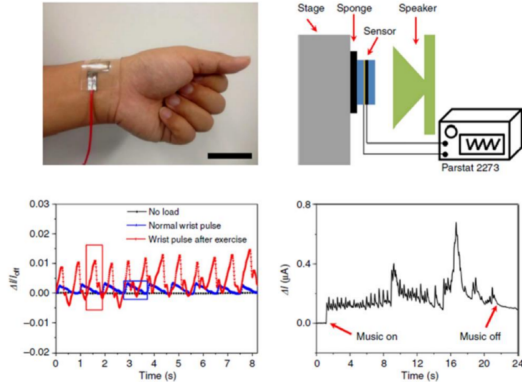 Stage
Sponge
Speaker
Sensor
Parstat 2273
0.03
0.02
0.01
0.00
−0.01
−0.02
ΔI/Ioff
No load
Normal wrist pulse
Wrist pulse after exercise
0 1 2 3 4 5 6 7 8
Time (s)
0.8
0.4
0.0
ΔI (μA)
Music on
Music off
0 4 8 12 16 20 24
Time (s)